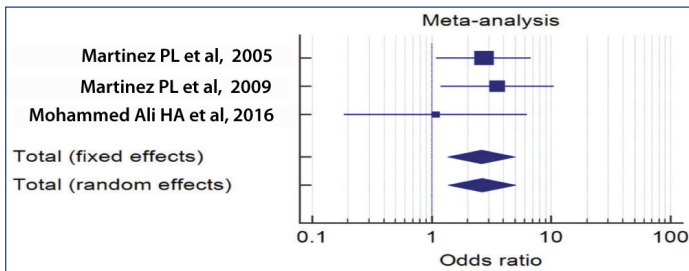 Meta-analysis
Martinez PL et al, 2005
Martinez PL et al, 2009
Mohammed Ali HA et al, 2016
Total (fixed effects)
Total (random effects)
0.1 1 10 100
Odds ratio